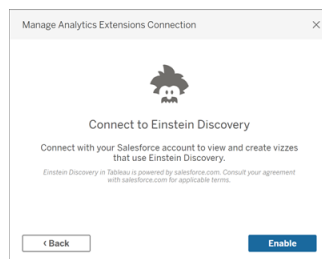 Manage Analytics Extensions Connection
Connect to Einstein Discovery
Connect with your Salesforce account to view and create vizzes
that use Einstein Discovery.
Einstein Discovery in Tableau is powered by salesforce.com. Consult your agreement
with salesforce.com for applicable terms.
‹ Back
Enable